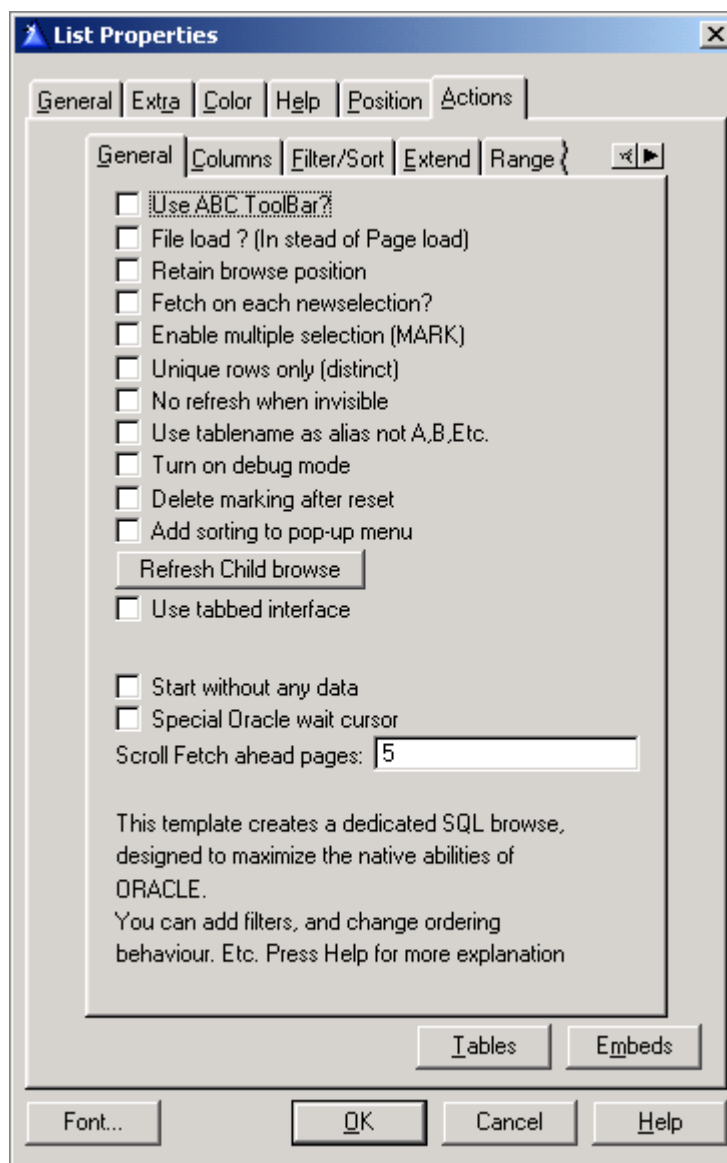 List Properties
General Extra Color Help Position Actions
General Columns Filter/Sort Extend Range
Use ABC ToolBar?
File load ? (In stead of Page load)
Retain browse position
Fetch on each newselection?
Enable multiple selection (MARK)
Unique rows only (distinct)
No refresh when invisible
Use tablename as alias not A,B,Etc.
Turn on debug mode
Delete marking after reset
Add sorting to pop-up menu
Refresh Child browse
Use tabbed interface
Start without any data
Special Oracle wait cursor
Scroll Fetch ahead pages: 5
This template creates a dedicated SQL browse,
designed to maximize the native abilities of
ORACLE.
You can add filters, and change ordering
behaviour. Etc. Press Help for more explanation
Tables Embeds
Font... OK Cancel Help